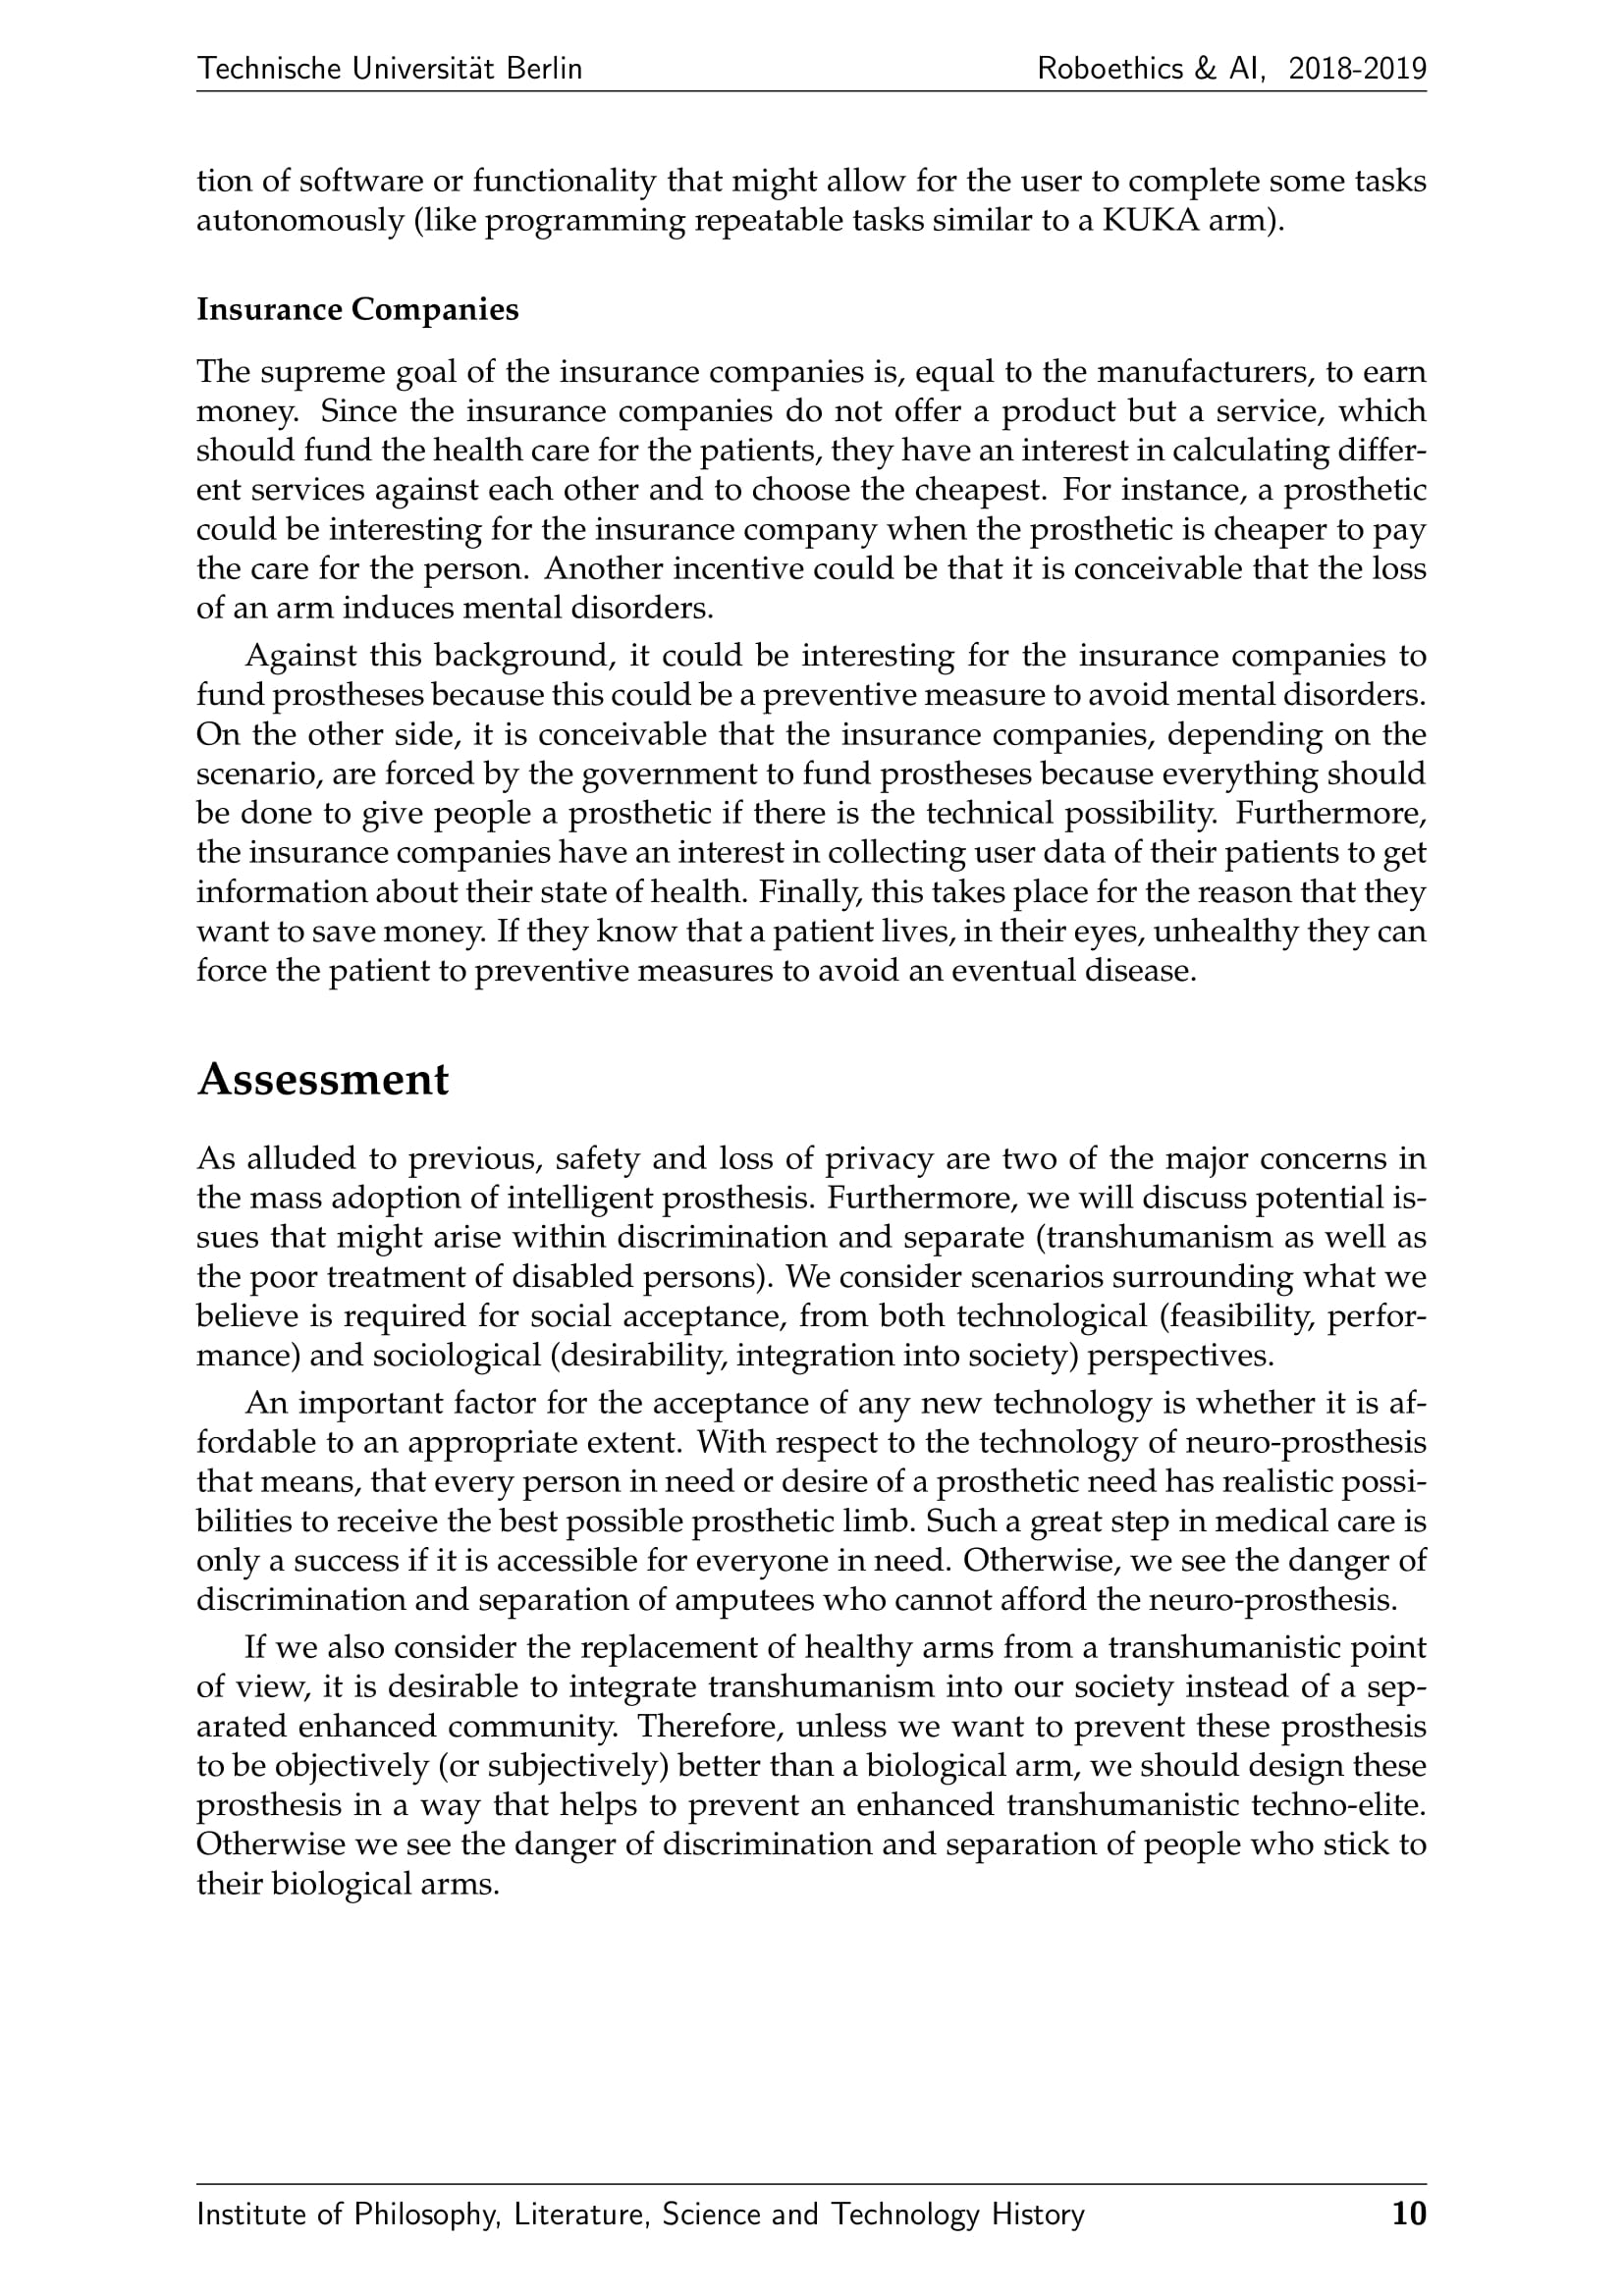 Technische Universität Berlin
Roboethics & AI, 2018-2019
tion of software or functionality that might allow for the user to complete some tasks
autonomously (like programming repeatable tasks similar to a KUKA arm).
Insurance Companies
The supreme goal of the insurance companies is, equal to the manufacturers, to earn
money. Since the insurance companies do not offer a product but a service, which
should fund the health care for the patients, they have an interest in calculating differ-
ent services against each other and to choose the cheapest. For instance, a prosthetic
could be interesting for the insurance company when the prosthetic is cheaper to pay
the care for the person. Another incentive could be that it is conceivable that the loss
of an arm induces mental disorders.
Against this background, it could be interesting for the insurance companies to
fund prostheses because this could be a preventive measure to avoid mental disorders.
On the other side, it is conceivable that the insurance companies, depending on the
scenario, are forced by the government to fund prostheses because everything should
be done to give people a prosthetic if there is the technical possibility. Furthermore,
the insurance companies have an interest in collecting user data of their patients to get
information about their state of health. Finally, this takes place for the reason that they
want to save money. If they know that a patient lives, in their eyes, unhealthy they can
force the patient to preventive measures to avoid an eventual disease.
Assessment
As alluded to previous, safety and loss of privacy are two of the major concerns in
the mass adoption of intelligent prosthesis. Furthermore, we will discuss potential is-
sues that might arise within discrimination and separate (transhumanism as well as
the poor treatment of disabled persons). We consider scenarios surrounding what we
believe is required for social acceptance, from both technological (feasibility, perfor-
mance) and sociological (desirability, integration into society) perspectives.
An important factor for the acceptance of any new technology is whether it is af-
fordable to an appropriate extent. With respect to the technology of neuro-prosthesis
that means, that every person in need or desire of a prosthetic need has realistic possi-
bilities to receive the best possible prosthetic limb. Such a great step in medical care is
only a success if it is accessible for everyone in need. Otherwise, we see the danger of
discrimination and separation of amputees who cannot afford the neuro-prosthesis.
If we also consider the replacement of healthy arms from a transhumanistic point
of view, it is desirable to integrate transhumanism into our society instead of a sep-
arated enhanced community. Therefore, unless we want to prevent these prosthesis
to be objectively (or subjectively) better than a biological arm, we should design these
prosthesis in a way that helps to prevent an enhanced transhumanistic techno-elite.
Otherwise we see the danger of discrimination and separation of people who stick to
their biological arms.
Institute of Philosophy, Literature, Science and Technology History
10